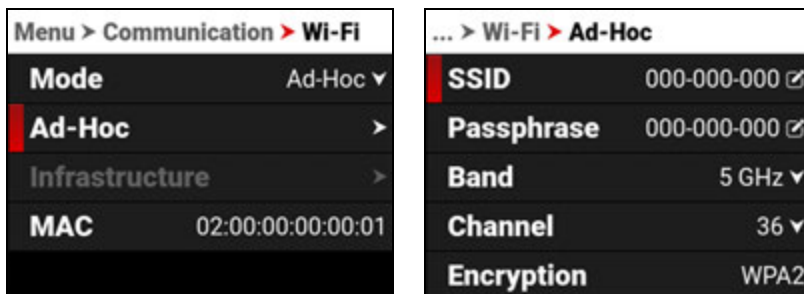 Menu > Communication > Wi-Fi
Mode Ad-Hoc
Ad-Hoc >
Infrastructure >
MAC 02:00:00:00:00:01
... > Wi-Fi > Ad-Hoc
SSID 000-000-000
Passphrase 000-000-000
Band 5 GHz
Channel 36
Encryption WPA2